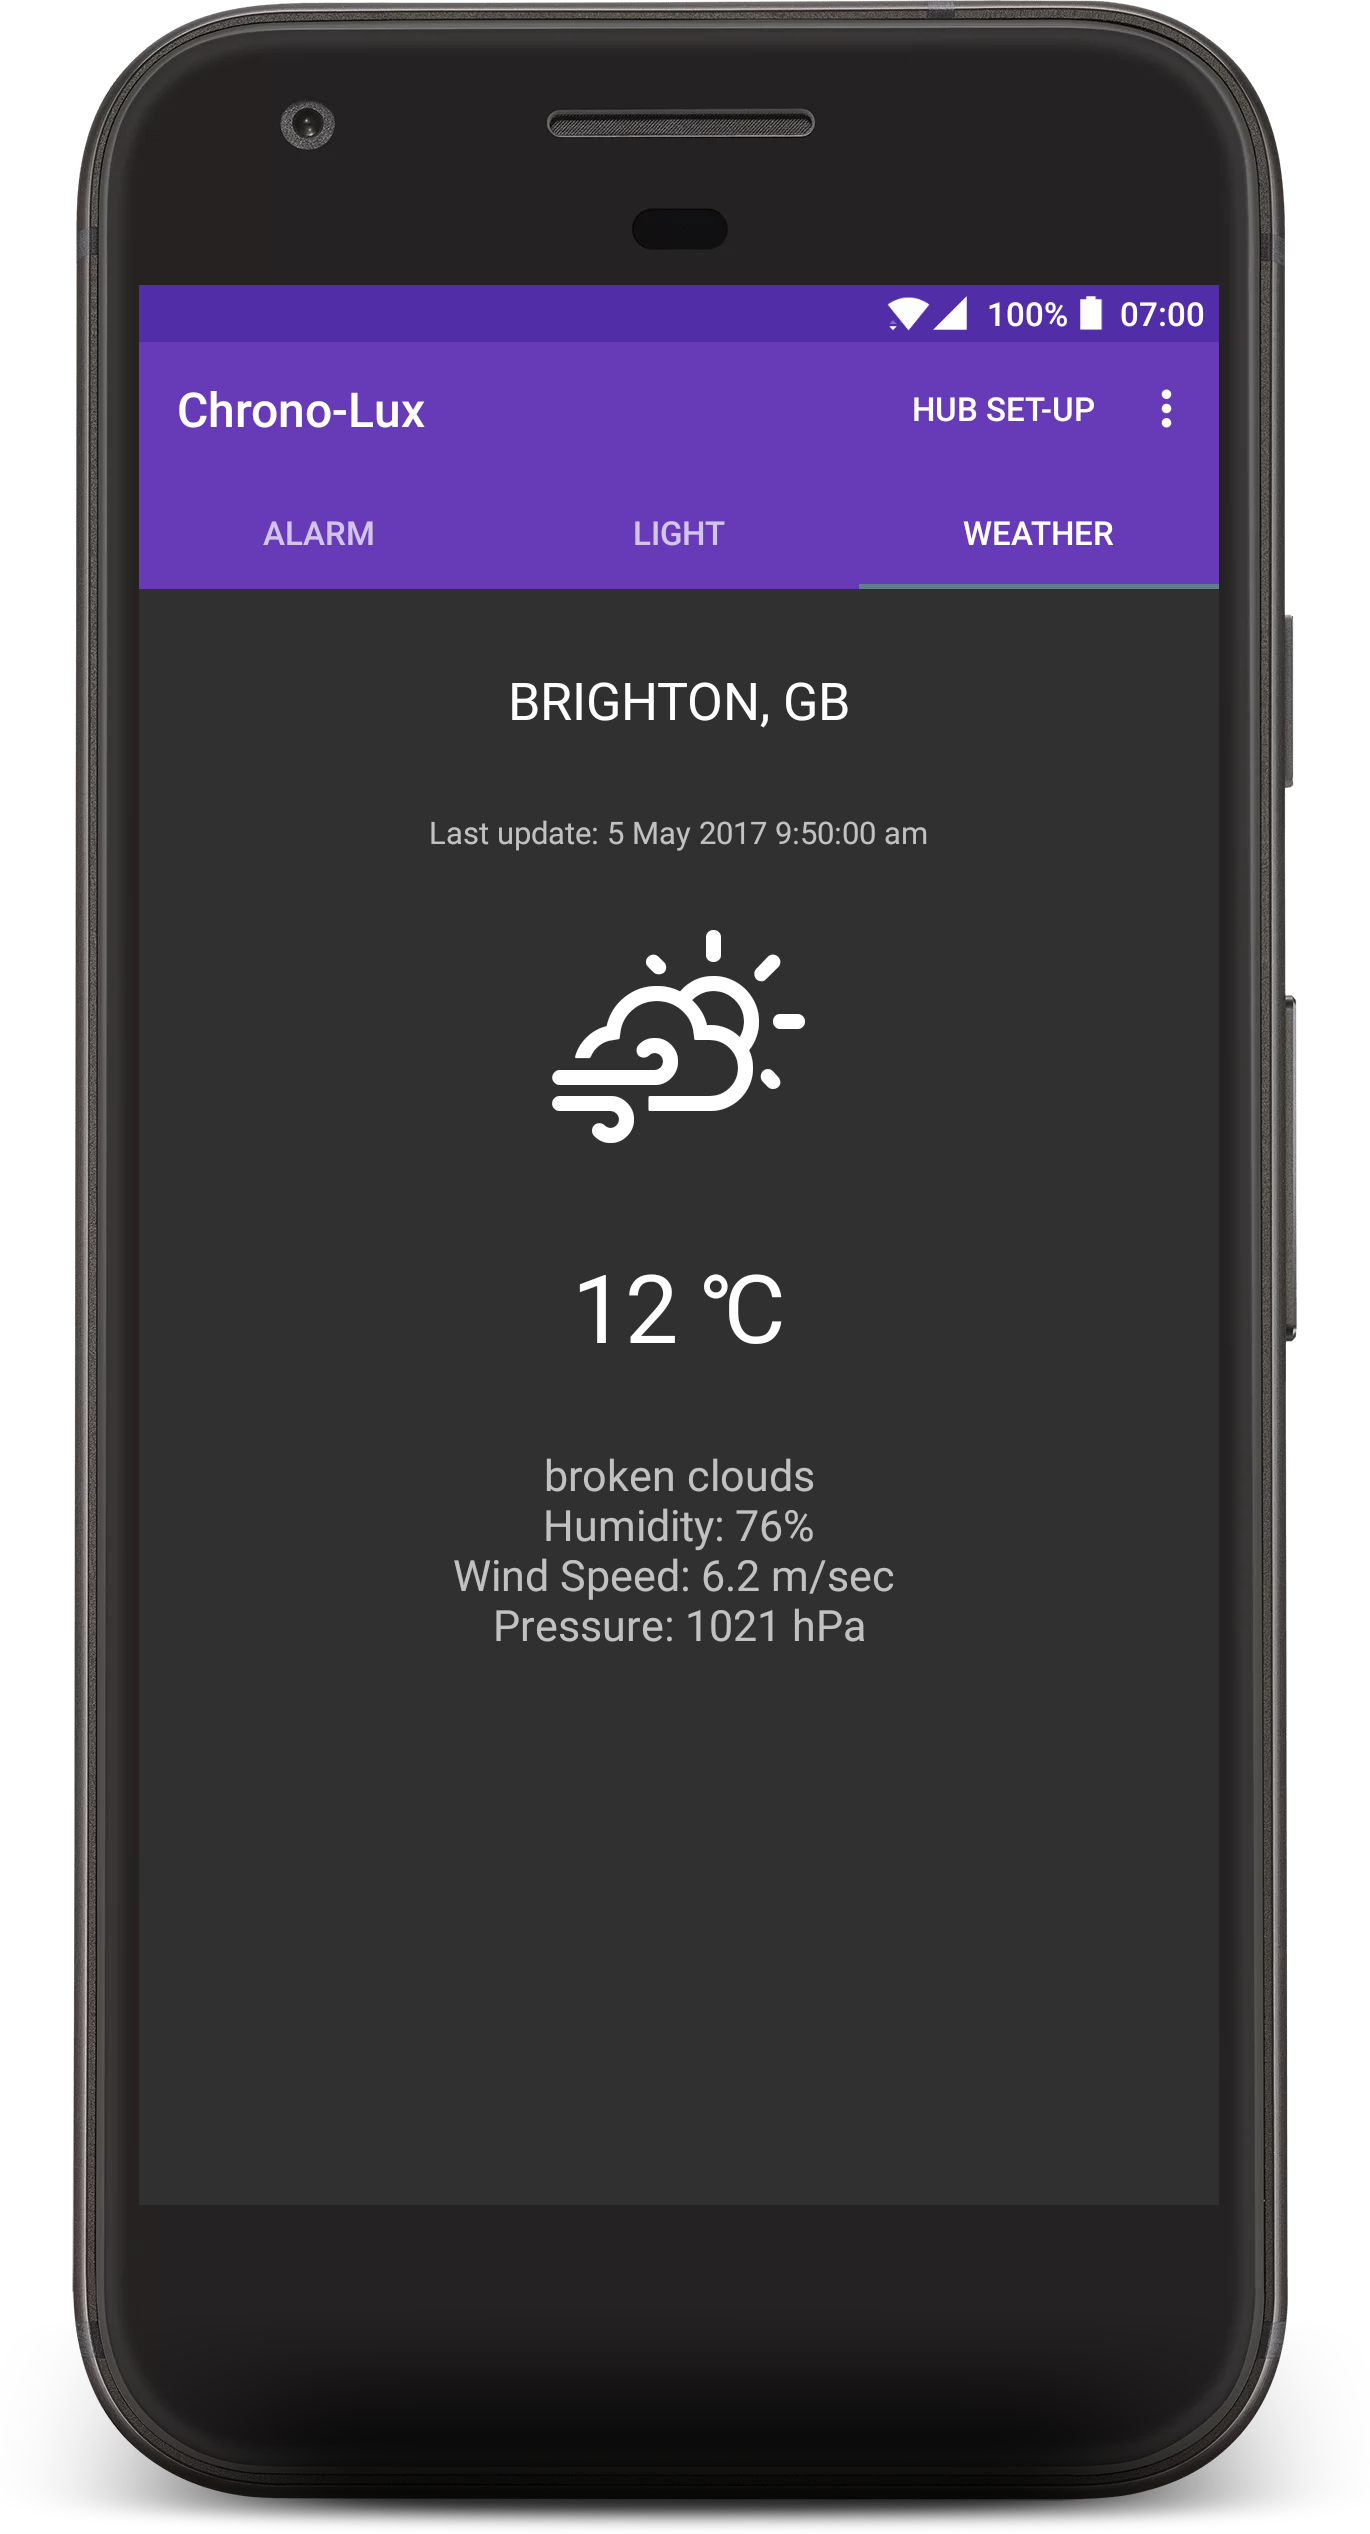 100% 07:00
Chrono-Lux HUB SET-UP
ALARM LIGHT WEATHER
BRIGHTON, GB
Last update: 5 May 2017 9:50:00 am
12 °C
broken clouds
Humidity: 76%
Wind Speed: 6.2 m/sec
Pressure: 1021 hPa